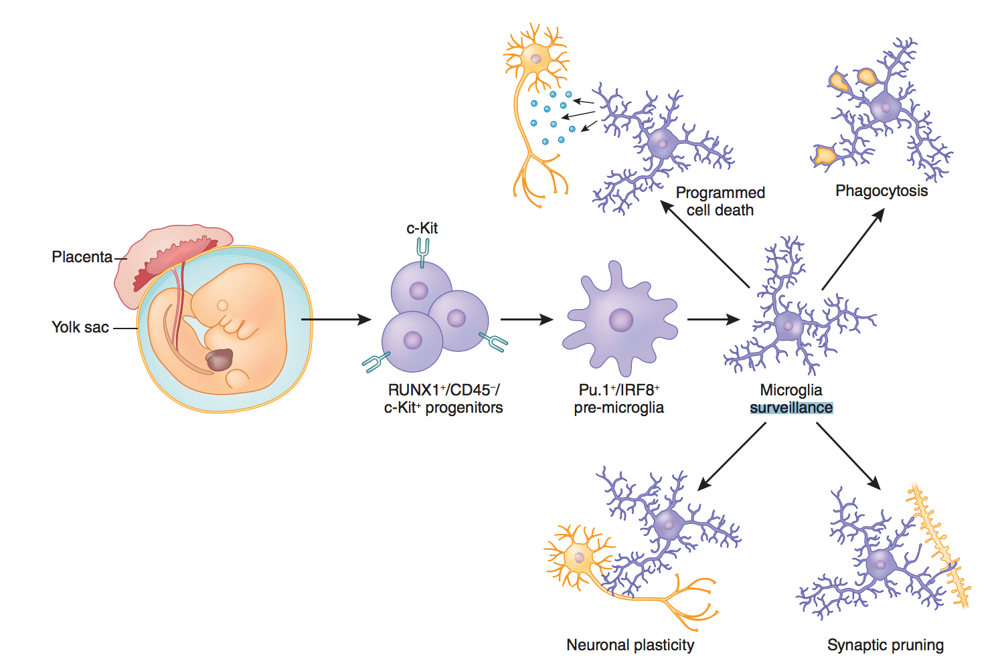 Programmed
cell death
Phagocytosis
c-Kit
Placenta
Yolk sac
RUNX1⁺/CD45⁻/
c-Kit⁺ progenitors
Pu.1⁺/IRF8⁺
pre-microglia
Microglia
surveillance
Neuronal plasticity
Synaptic pruning